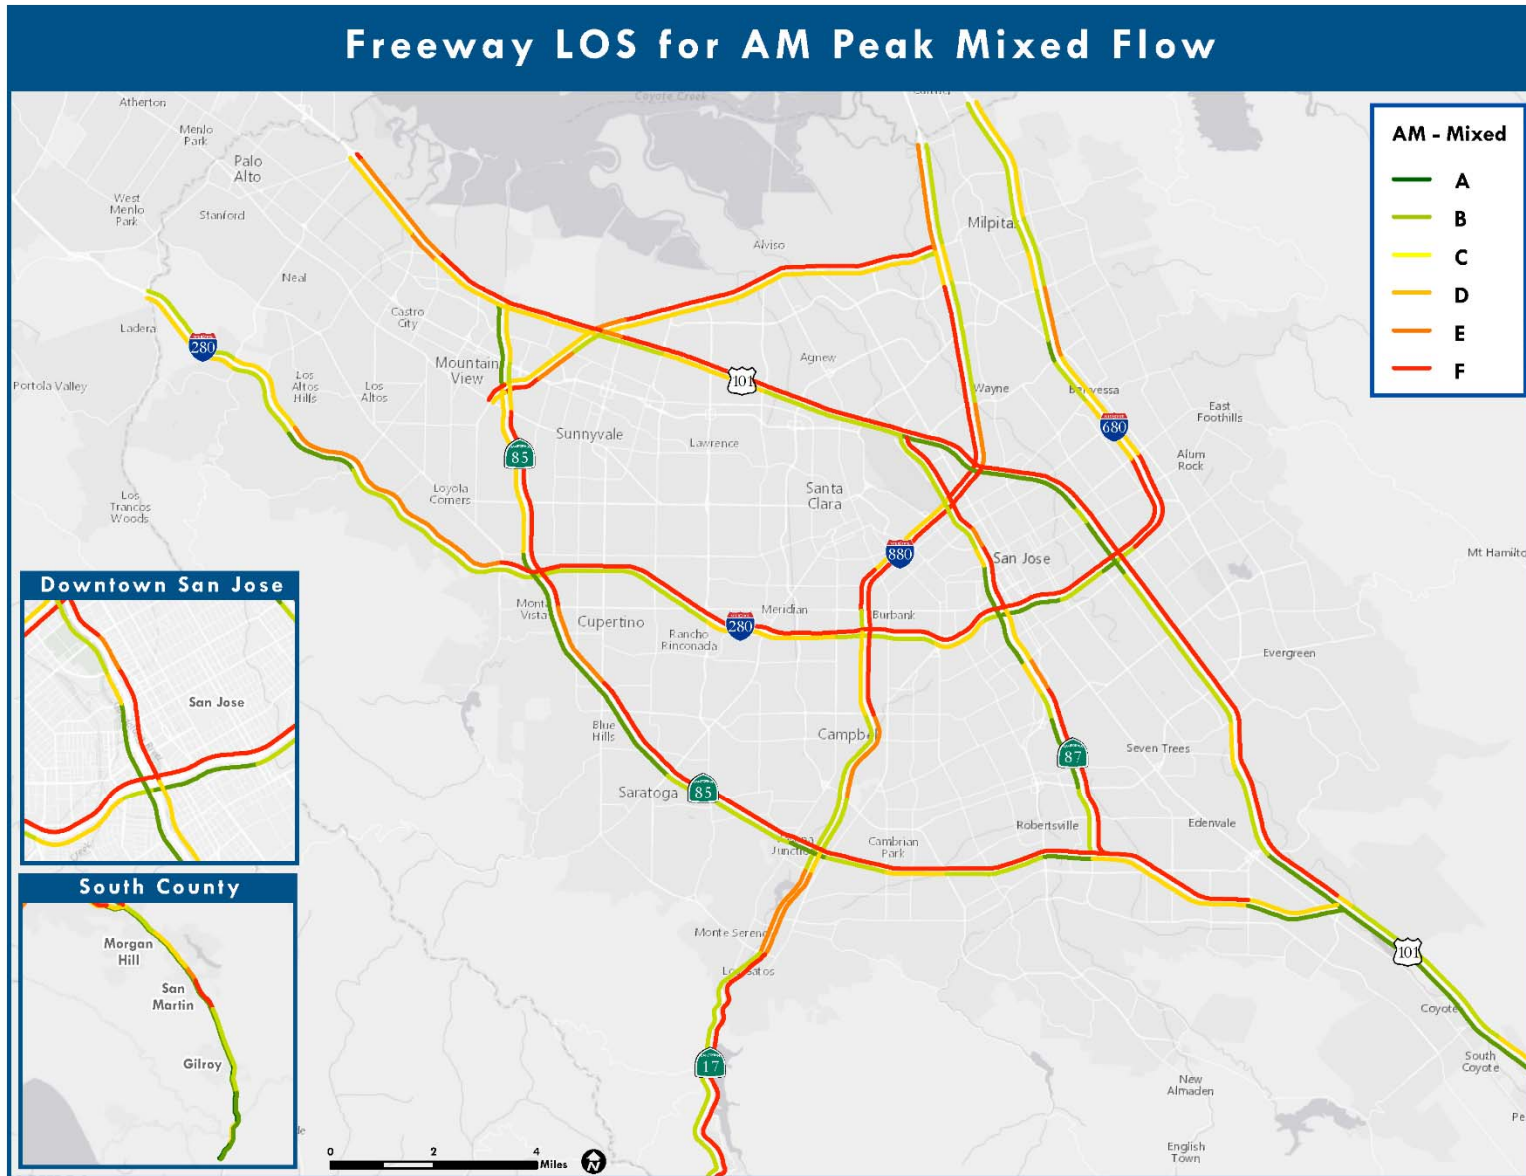 Freeway LOS for AM Peak Mixed Flow
Atherton
Coyote Creek
Menlo
Park
Palo
Alto
West
Menlo
Park
Stanford
AM - Mixed
A
B
C
D
E
F
Milpitas
Alviso
Neal
Castro
City
Ladera
280
Mountain
View
Los
Altos
Hills
Los
Altos
Portola Valley
Agnew
101
Wayne
Berryessa
East
Foothills
680
Sunnyvale
Lawrence
85
Alum
Rock
Loyola
Corners
Santa
Clara
Los
Trancos
Woods
880
San Jose
Mt Hamilto
Downtown San Jose
San Jose
Monta
Vista
Cupertino
Rancho
Rinconada
280
Meridian
Burbank
Evergreen
Blue
Hills
Campbell
Seven Trees
87
Saratoga
85
Robertsville
Edenvale
Cambrian
Park
South County
Morgan
Hill
San
Martin
Gilroy
Monte Sereno
Los Gatos
101
Coyote
17
South
Coyote
New
Almaden
Pe
English
Town
0
2
4
Miles
N